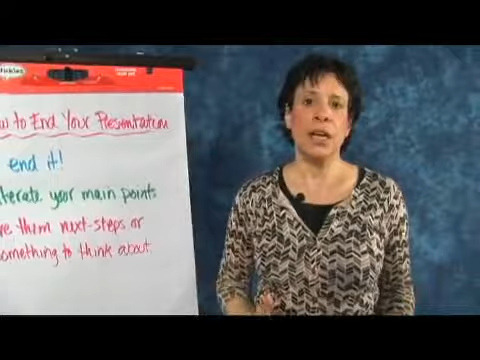 w to End Your Presentation
end it!
terate your main points
ve them next-steps or
omething to think about.